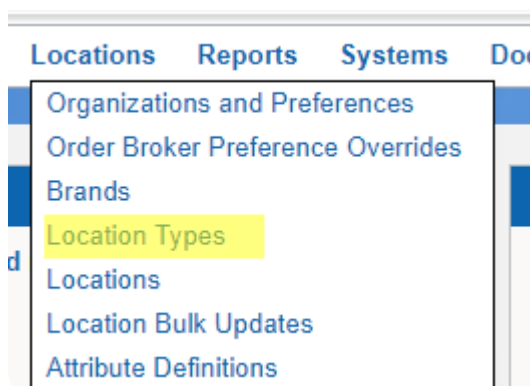 Locations Reports Systems
Organizations and Preferences
Order Broker Preference Overrides
Brands
Location Types
Locations
Location Bulk Updates
Attribute Definitions